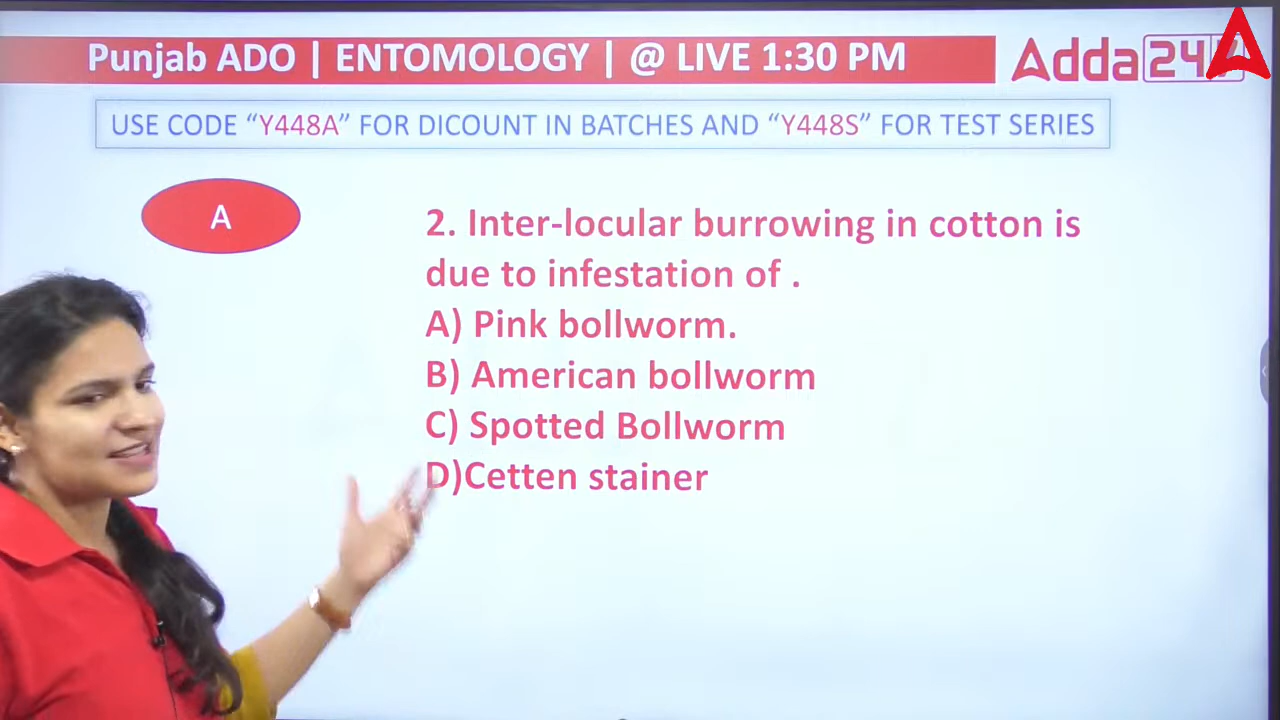 Punjab ADO | ENTOMOLOGY | @ LIVE 1:30 PM
Adda247
USE CODE “Y448A” FOR DICOUNT IN BATCHES AND “Y448S” FOR TEST SERIES
A
2. Inter-locular burrowing in cotton is
due to infestation of .
A) Pink bollworm.
B) American bollworm
C) Spotted Bollworm
D)Cetten stainer